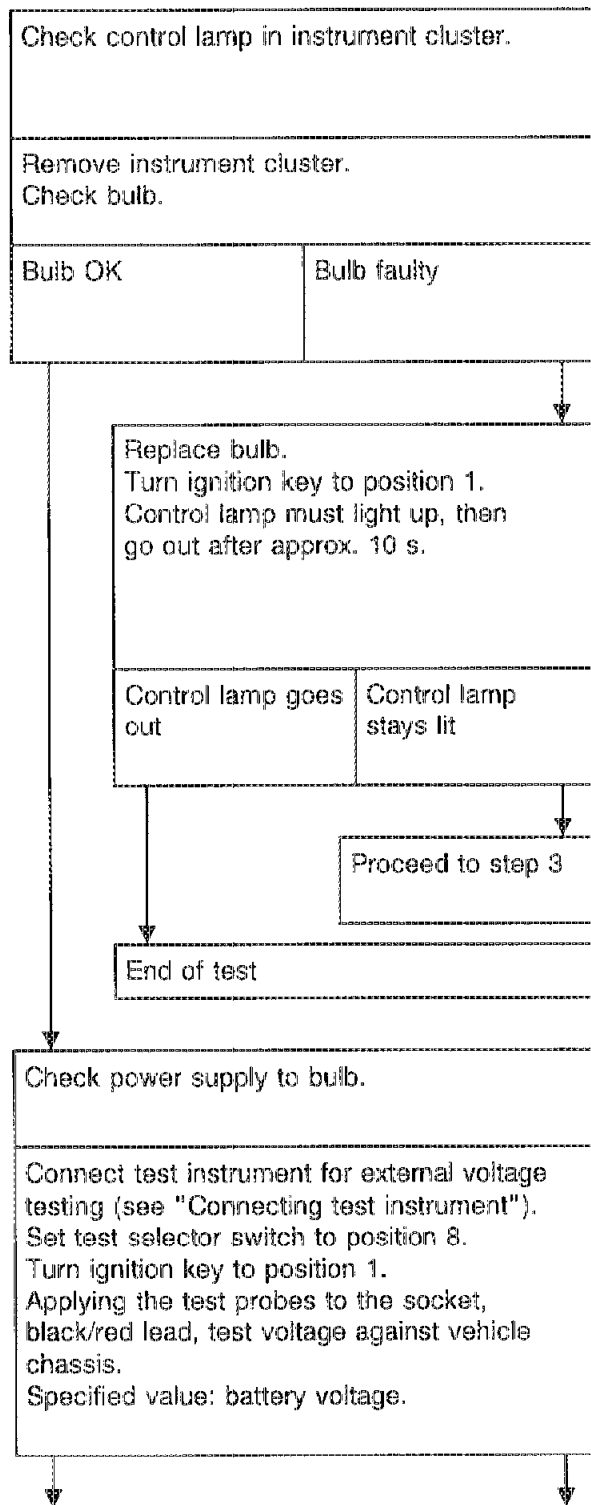 Check control lamp in instrument cluster.
Remove instrument cluster.
Check bulb.
Bulb OK
Bulb faulty
Replace bulb.
Turn ignition key to position 1.
Control lamp must light up, then
go out after approx. 10 s.
Control lamp goes
out
Control lamp
stays lit
Proceed to step 3
End of test
Check power supply to bulb.
Connect test instrument for external voltage
testing (see "Connecting test instrument").
Set test selector switch to position 8.
Turn ignition key to position 1.
Applying the test probes to the socket,
black/red lead, test voltage against vehicle
chassis.
Specified value: battery voltage.